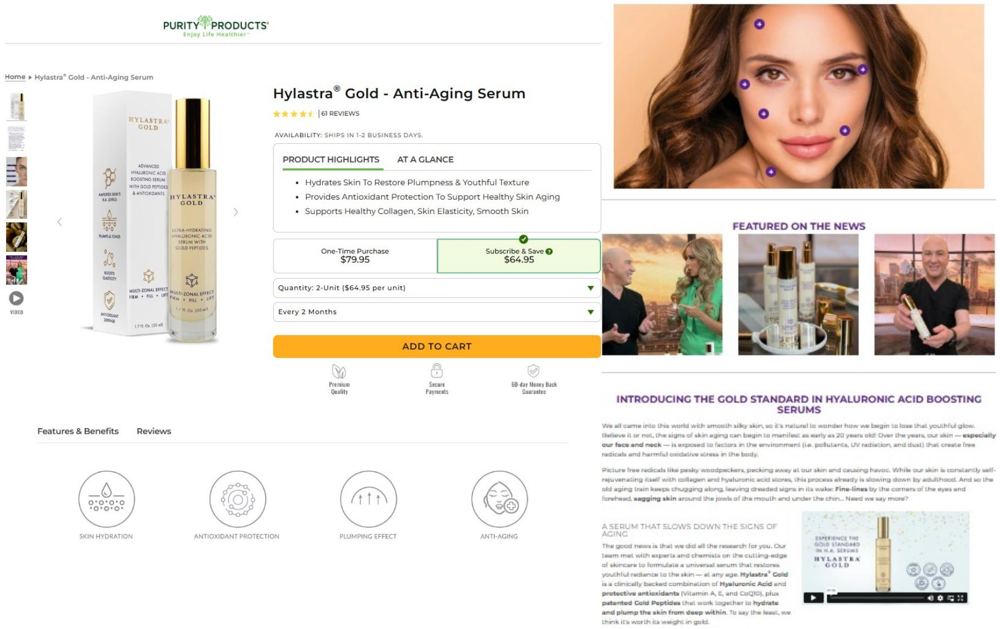 PURITY PRODUCTS®
Enjoy Life Healthier™
Home ▸ Hylastra® Gold - Anti-Aging Serum
HYLASTRA®
GOLD
ADVANCED
HYALURONIC ACID
BOOSTING SERUM
WITH GOLD PEPTIDES
& ANTIOXIDANTS
AMPLIFIES SKIN'S
H.A. LEVELS
PLUMPS & TONES
BOOSTS
ELASTICITY
ANTIOXIDANT
DEFENSE
MULTI-ZONAL EFFECT
FIRM • FILL • LIFT
1.7 fl. Oz. (50 ml)
HYLASTRA®
GOLD
ULTRA-HYDRATING
HYALURONIC ACID
SERUM WITH
GOLD PEPTIDES
MULTI-ZONAL EFFECT
FIRM • FILL • LIFT
1.7 fl. Oz. (50 ml)
VIDEO
Hylastra® Gold - Anti-Aging Serum
61 REVIEWS
AVAILABILITY: SHIPS IN 1-2 BUSINESS DAYS.
PRODUCT HIGHLIGHTS AT A GLANCE
• Hydrates Skin To Restore Plumpness & Youthful Texture
• Provides Antioxidant Protection To Support Healthy Skin Aging
• Supports Healthy Collagen, Skin Elasticity, Smooth Skin
One-Time Purchase
$79.95
Subscribe & Save ?
$64.95
Quantity: 2-Unit ($64.95 per unit)
Every 2 Months
ADD TO CART
Premium
Quality
Secure
Payments
60-day Money Back
Guarantee
Features & Benefits Reviews
SKIN HYDRATION
ANTIOXIDANT PROTECTION
PLUMPING EFFECT
ANTI-AGING
FEATURED ON THE NEWS
INTRODUCING THE GOLD STANDARD IN HYALURONIC ACID BOOSTING
SERUMS
We all came into this world with smooth silky skin, so it's natural to wonder how we begin to lose that youthful glow.
Believe it or not, the signs of skin aging can begin to manifest as early as 20 years old! Over the years, our skin — especially
our face and neck — is exposed to factors in the environment (i.e. pollutants, UV radiation, and dust) that create free
radicals and harmful oxidative stress in the body.
Picture free radicals like pesky woodpeckers, pecking away at our skin and causing havoc. While our skin is constantly self-
rejuvenating itself with collagen and hyaluronic acid stores, this process already is slowing down by adulthood. And so the
old aging train keeps chugging along, leaving dreaded signs in its wake: Fine-lines by the corners of the eyes and
forehead, sagging skin around the jowls of the mouth and under the chin... Need we say more?
A SERUM THAT SLOWS DOWN THE SIGNS OF
AGING
The good news is that we did all the research for you. Our
team met with experts and chemists on the cutting-edge
of skincare to formulate a universal serum that restores
youthful radiance to the skin — at any age. Hylastra® Gold
is a clinically backed combination of Hyaluronic Acid and
protective antioxidants (Vitamin A, E, and CoQ10), plus
patented Gold Peptides that work together to hydrate
and plump the skin from deep within. To say the least, we
think it's worth its weight in gold.
EXPERIENCE THE
GOLD STANDARD
IN H.A. SERUMS
HYLASTRA®
GOLD